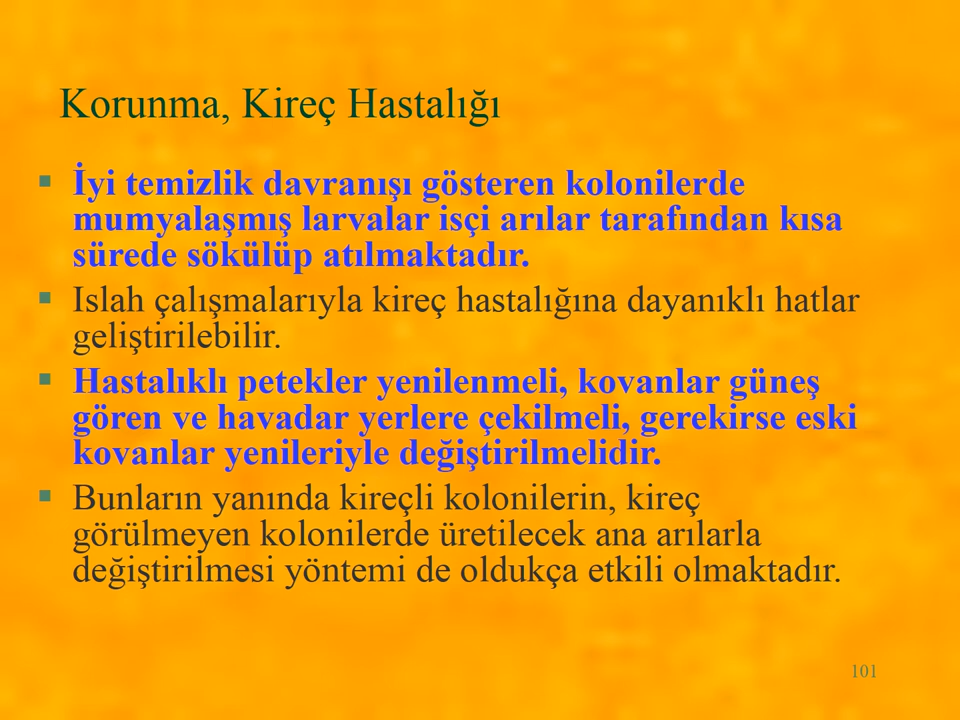 Korunma, Kireç Hastalığı
▪ İyi temizlik davranışı gösteren kolonilerde
mumyalaşmış larvalar isçi arılar tarafından kısa
sürede sökülüp atılmaktadır.
▪ Islah çalışmalarıyla kireç hastalığına dayanıklı hatlar
geliştirilebilir.
▪ Hastalıklı petekler yenilenmeli, kovanlar güneş
gören ve havadar yerlere çekilmeli, gerekirse eski
kovanlar yenileriyle değiştirilmelidir.
▪ Bunların yanında kireçli kolonilerin, kireç
görülmeyen kolonilerde üretilecek ana arılarla
değiştirilmesi yöntemi de oldukça etkili olmaktadır.
101